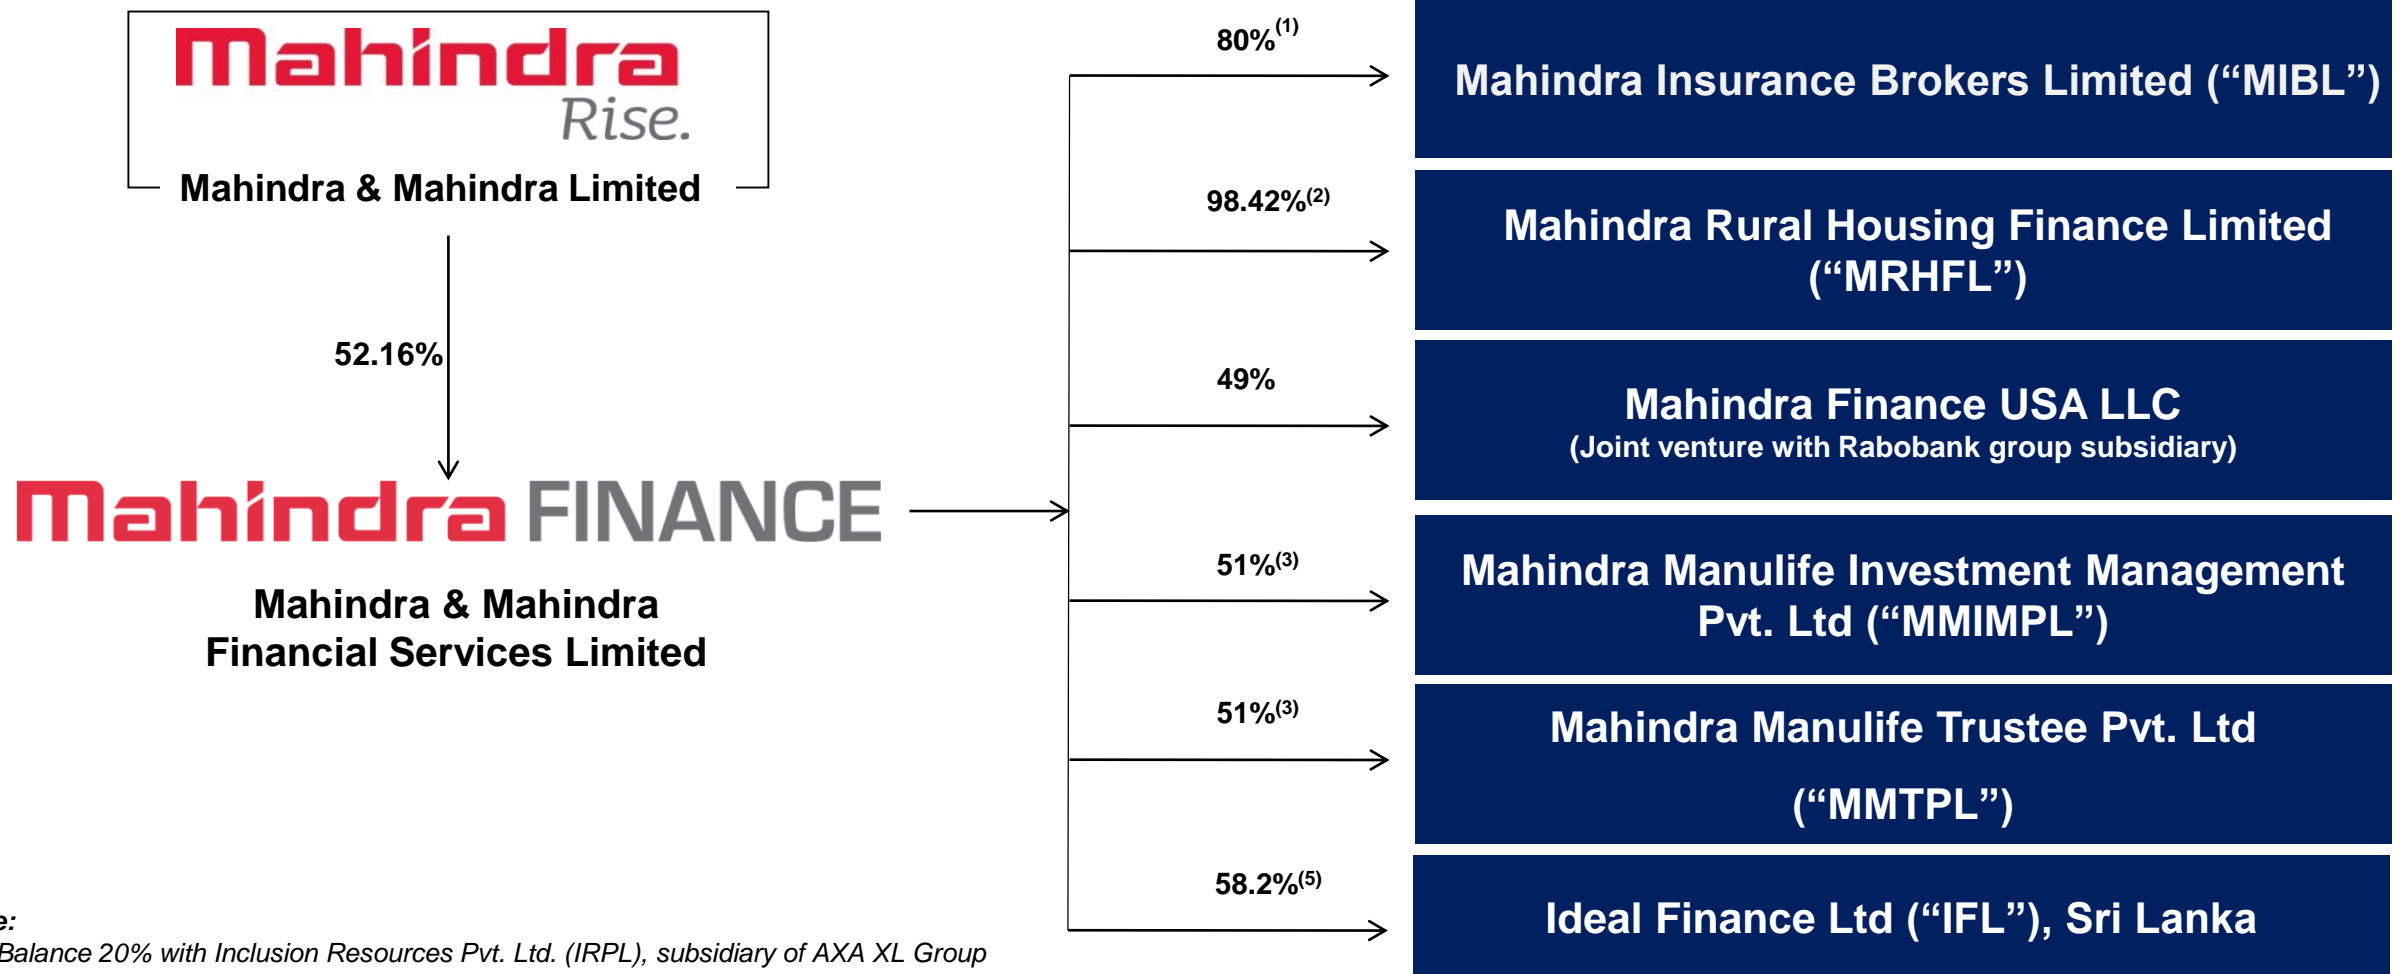 Mahindra
Rise.
Mahindra & Mahindra Limited
52.16%
Mahindra FINANCE
Mahindra & Mahindra
Financial Services Limited
80%(1)
Mahindra Insurance Brokers Limited (“MIBL”)
98.42%(2)
Mahindra Rural Housing Finance Limited
(“MRHFL”)
49%
Mahindra Finance USA LLC
(Joint venture with Rabobank group subsidiary)
51%(3)
Mahindra Manulife Investment Management
Pvt. Ltd (“MMIMPL”)
51%(3)
Mahindra Manulife Trustee Pvt. Ltd
(“MMTPL”)
58.2%(5)
Ideal Finance Ltd (“IFL”), Sri Lanka
e:
Balance 20% with Inclusion Resources Pvt. Ltd. (IRPL), subsidiary of AXA XL Group